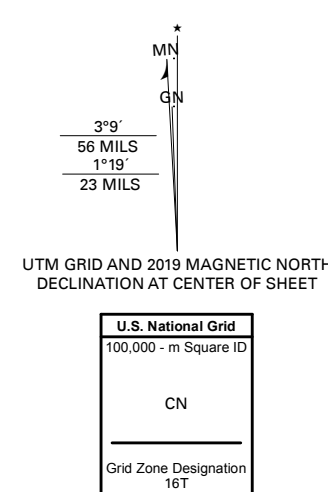 ★
MN
GN
3°9´
56 MILS
1°19´
23 MILS
UTM GRID AND 2019 MAGNETIC NORTH
DECLINATION AT CENTER OF SHEET
U.S. National Grid
100,000 - m Square ID
CN
Grid Zone Designation
16T